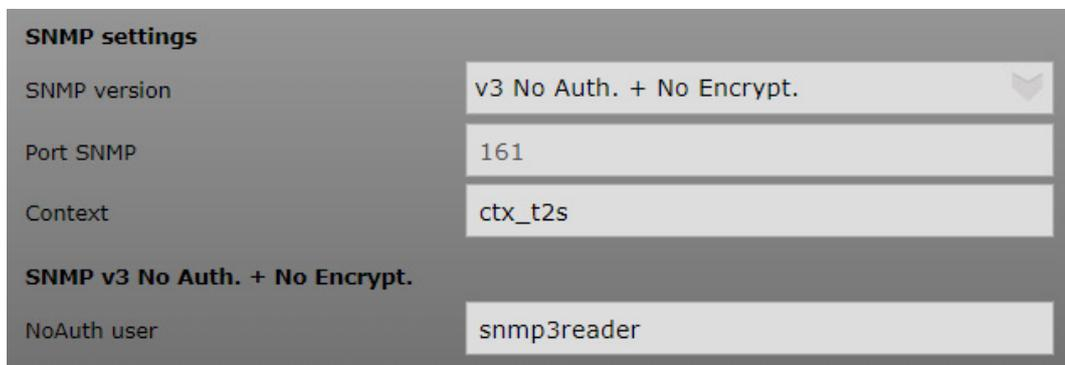 SNMP settings
SNMP version v3 No Auth. + No Encrypt.
Port SNMP 161
Context ctx_t2s
SNMP v3 No Auth. + No Encrypt.
NoAuth user snmp3reader